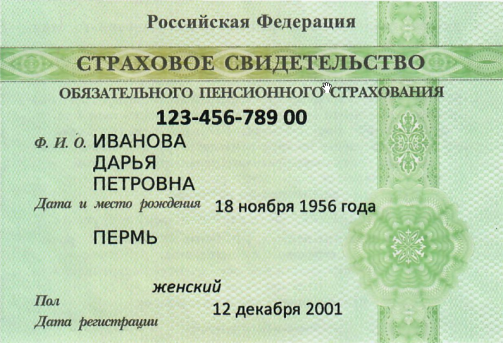 Российская Федерация
СТРАХОВОЕ СВИДЕТЕЛЬСТВО
ОБЯЗАТЕЛЬНОГО ПЕНСИОННОГО СТРАХОВАНИЯ
123-456-789 00
Ф. И. О. ИВАНОВА
ДАРЬЯ
ПЕТРОВНА
Дата и место рождения 18 ноября 1956 года
ПЕРМЬ
Пол женский
Дата регистрации 12 декабря 2001